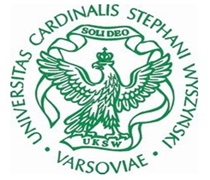 UNIVERSITAS CARDINALIS STEPHANI WYSZYŃSKI
SOLI DEO
UKSW
· VARSOVIAE ·